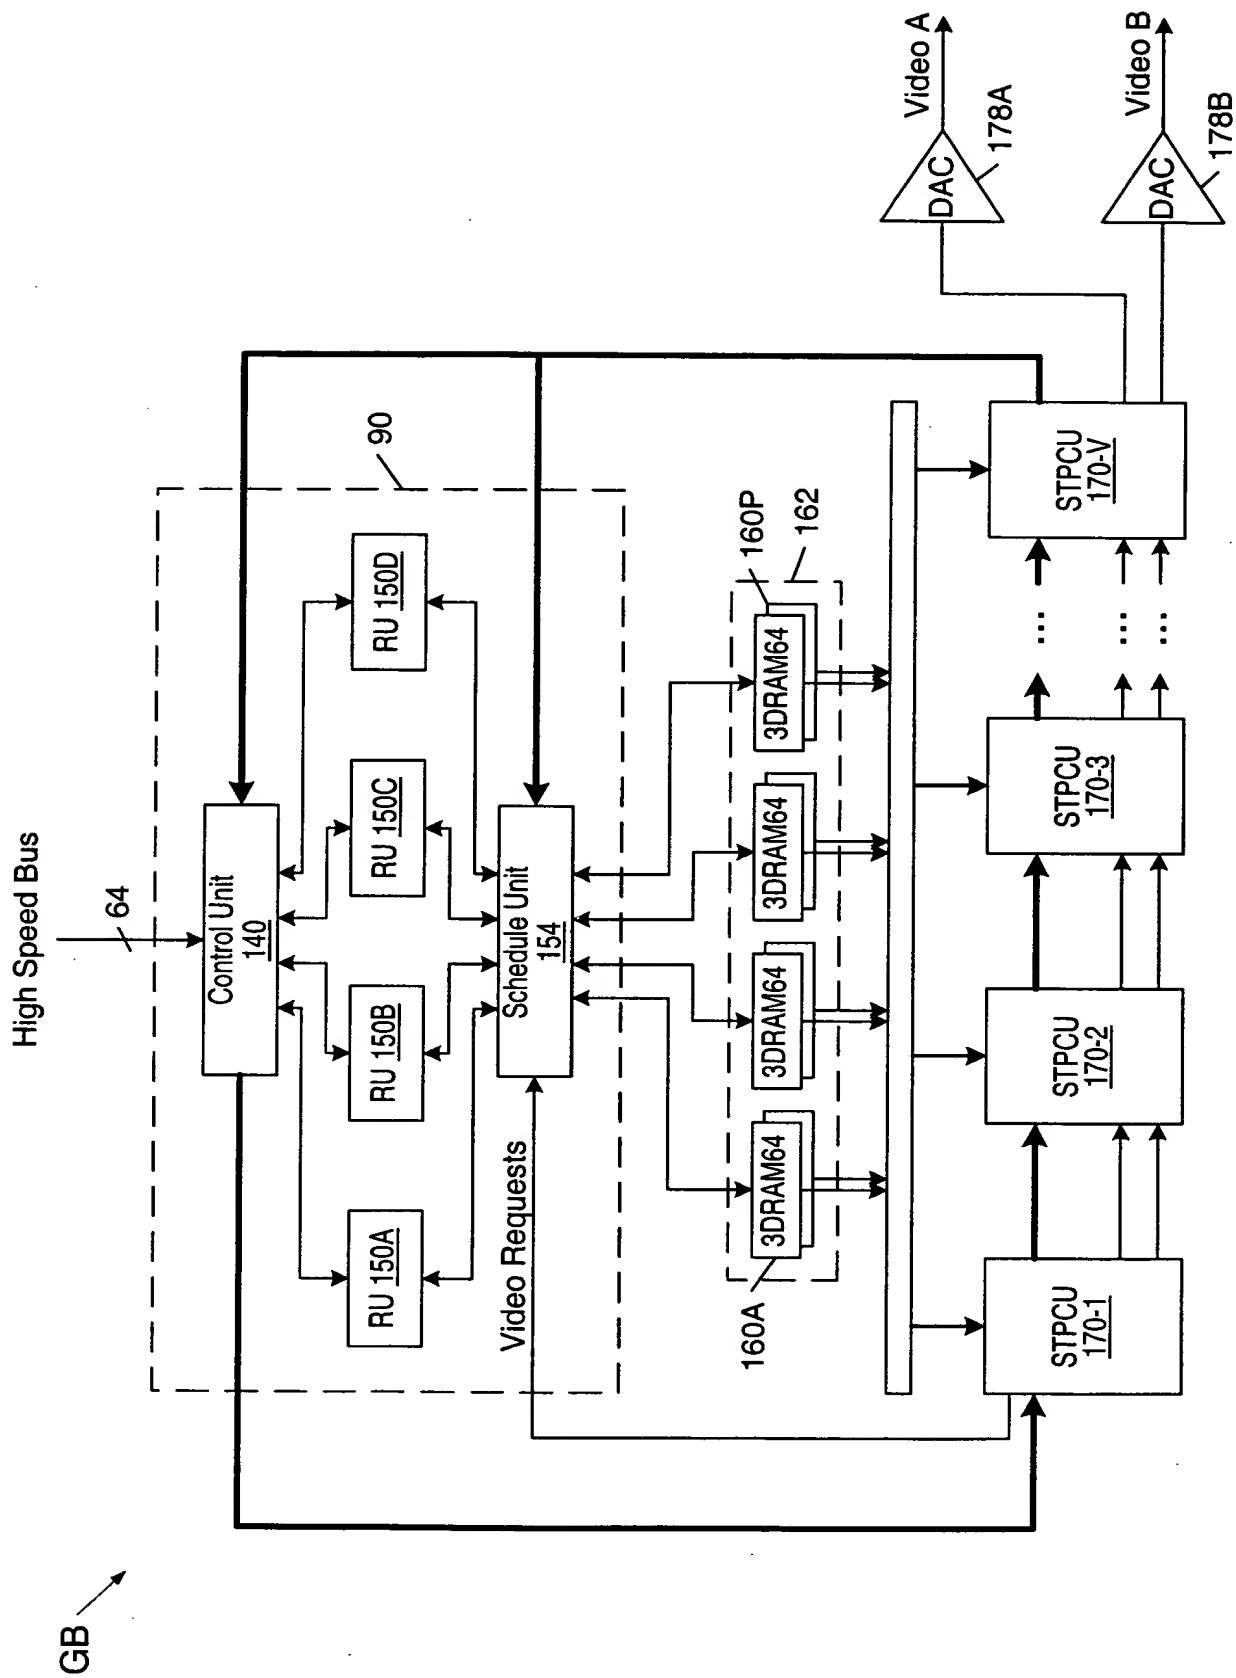 GB
High Speed Bus
64
Control Unit
140
90
RU 150A
RU 150B
RU 150C
RU 150D
Video Requests
Schedule Unit
154
160A
3DRAM64
3DRAM64
3DRAM64
3DRAM64
160P
162
STPCU
170-1
STPCU
170-2
STPCU
170-3
...
...
...
STPCU
170-V
DAC
178A
Video A
DAC
178B
Video B